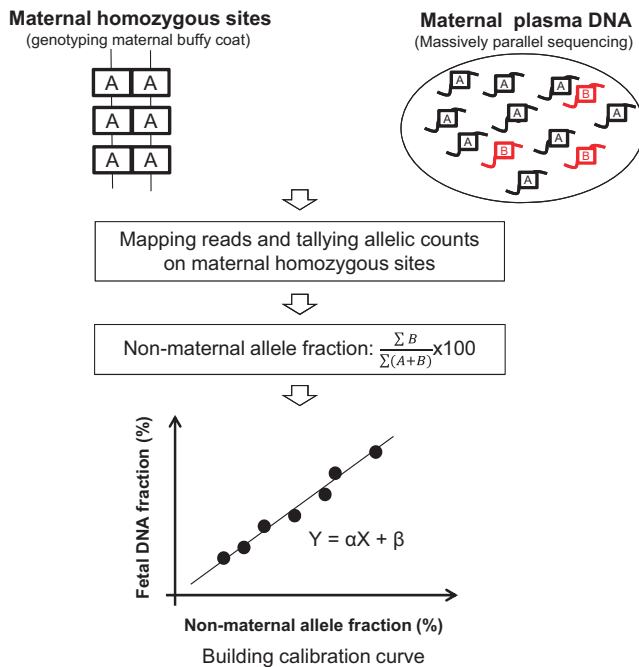 Maternal homozygous sites
(genotyping maternal buffy coat)
A A
A A
A A
Maternal plasma DNA
(Massively parallel sequencing)
A
A
A
B
A
A
A
A
B
A
B
A
Mapping reads and tallying allelic counts
on maternal homozygous sites
Non-maternal allele fraction: ∑ B / ∑(A+B) x100
Fetal DNA fraction (%)
Y = αX + β
Non-maternal allele fraction (%)
Building calibration curve